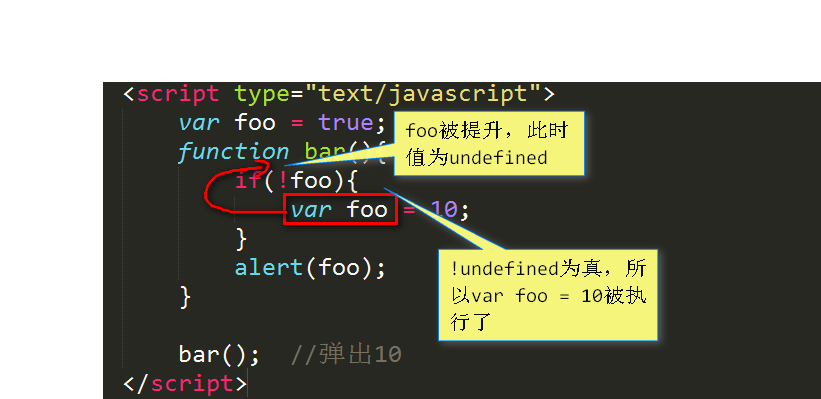 <script type="text/javascript">
var foo = true;
function bar(){
foo被提升，此时
值为undefined
if(!foo){
var foo = 10;
}
alert(foo);
}
!undefined为真，所
以var foo = 10被执
行了
bar();  //弹出10
</script>